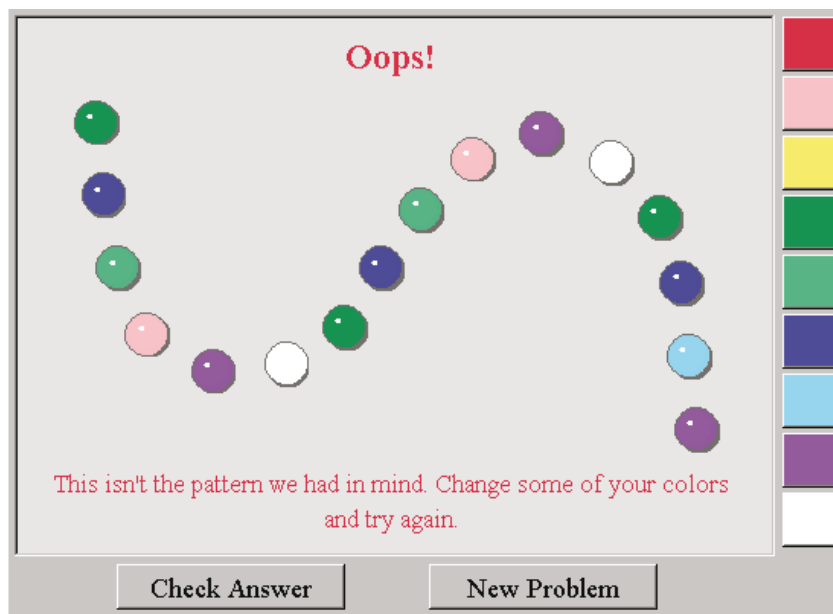 Oops!
This isn't the pattern we had in mind. Change some of your colors
and try again.
Check Answer
New Problem